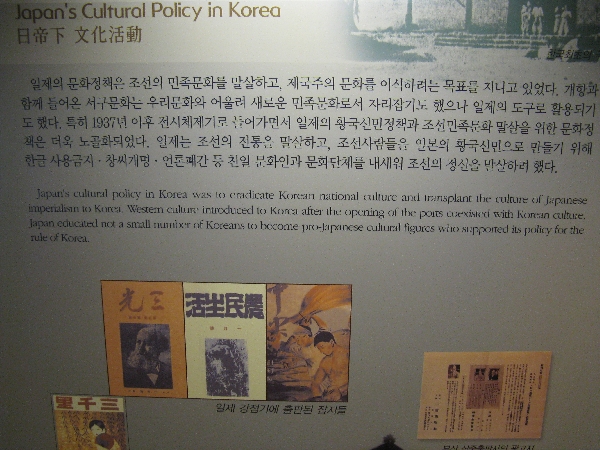 Japan's Cultural Policy in Korea
日帝下 文化活動
일제의 문화정책은 조선의 민족문화를 말살하고, 제국주의 문화를 이식하려는 목표를 지니고 있었다. 개항과
함께 들어온 서구문화는 우리문화와 어울려 새로운 민족문화로서 자리잡기도 했으나 일제의 도구로 활용되기
도 했다. 특히 1937년 이후 전시체제기로 들어가면서 일제의 황국신민정책과 조선민족문화 말살을 위한 문화정
책은 더욱 노골화되었다. 일제는 조선의 전통을 말살하고, 조선사람들을 일본의 황국신민으로 만들기 위해
한글 사용금지·창씨개명·언론폐간 등 친일 문화인과 문화단체를 내세워 조선의 정신을 말살하려 했다.
Japan's cultural policy in Korea was to eradicate Korean national culture and transplant the culture of Japanese
imperialism to Korea. Western culture introduced to Korea after the opening of the ports coexisted with Korean culture.
Japan educated not a small number of Koreans to become pro-Japanese cultural figures who supported its policy for the
rule of Korea.
光三
活生民農
里千三
일제 강점기에 출판된 잡지들